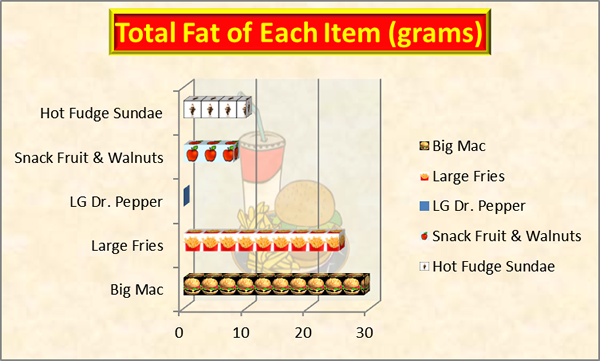 Total Fat of Each Item (grams)
Hot Fudge Sundae
Snack Fruit & Walnuts
LG Dr. Pepper
Large Fries
Big Mac
0 10 20 30
Big Mac
Large Fries
LG Dr. Pepper
Snack Fruit & Walnuts
Hot Fudge Sundae